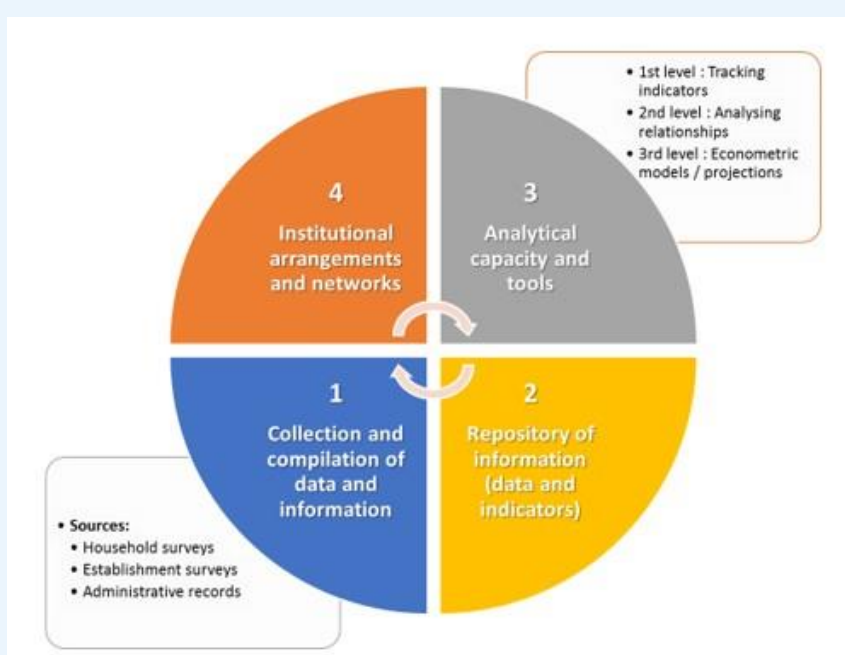 • 1st level : Tracking
indicators
• 2nd level : Analysing
relationships
• 3rd level : Econometric
models / projections
4
Institutional
arrangements
and networks
3
Analytical
capacity and
tools
1
Collection and
compilation of
data and
information
2
Repository of
information
(data and
indicators)
• Sources:
• Household surveys
• Establishment surveys
• Administrative records